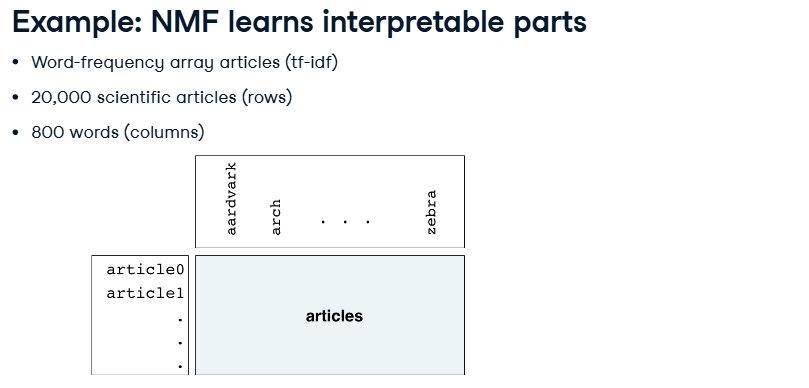 Example: NMF learns interpretable parts
• Word-frequency array articles (tf-idf)
• 20,000 scientific articles (rows)
• 800 words (columns)
aardvark
arch
. . .
zebra
article0
article1
.
.
.
articles